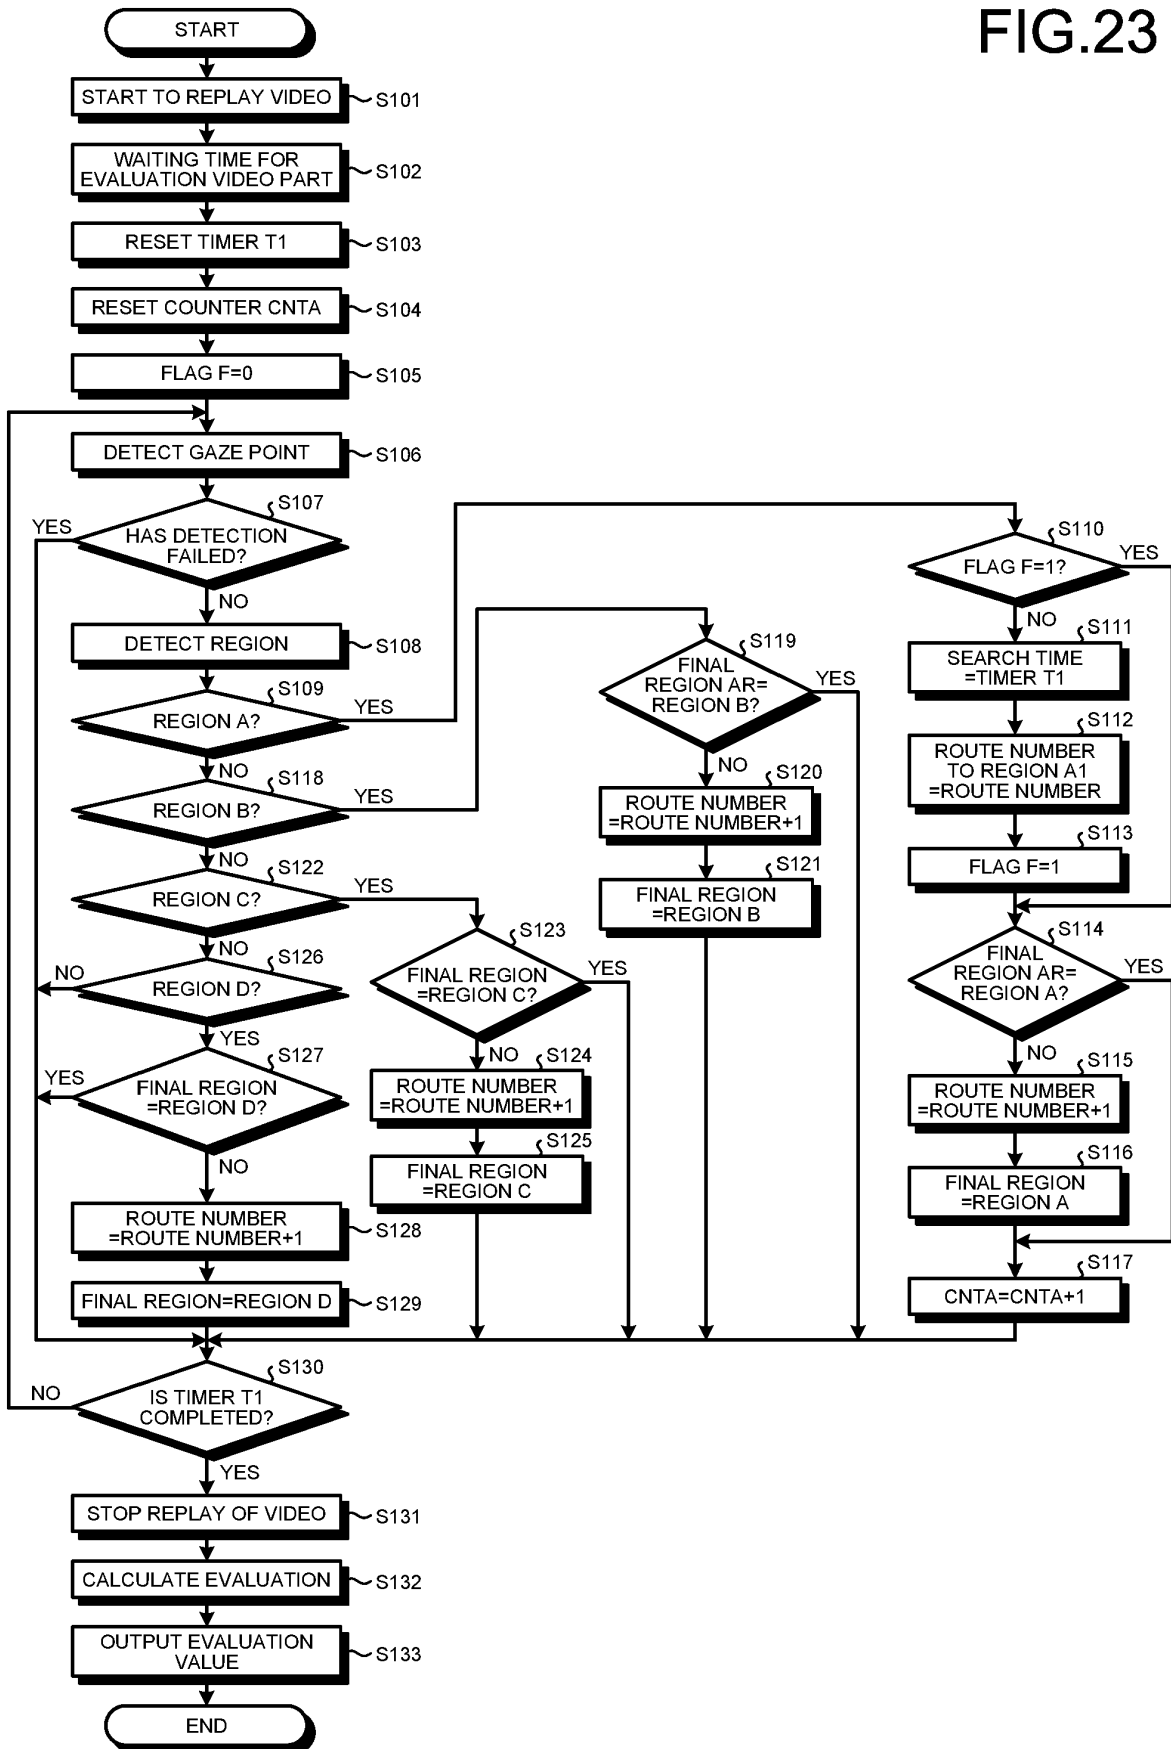 FIG.23
START
START TO REPLAY VIDEO
S101
WAITING TIME FOR
EVALUATION VIDEO PART
S102
RESET TIMER T1
S103
RESET COUNTER CNTA
S104
FLAG F=0
S105
DETECT GAZE POINT
S106
S107
YES
HAS DETECTION
FAILED?
NO
DETECT REGION
S108
S109
REGION A?
YES
NO
S118
REGION B?
YES
NO
S122
REGION C?
YES
NO
S126
NO
REGION D?
YES
S127
YES
FINAL REGION
=REGION D?
NO
ROUTE NUMBER
=ROUTE NUMBER+1
S128
FINAL REGION=REGION D
S129
S123
FINAL REGION
=REGION C?
YES
NO
S124
ROUTE NUMBER
=ROUTE NUMBER+1
S125
FINAL REGION
=REGION C
S119
FINAL
REGION AR=
REGION B?
YES
NO
S120
ROUTE NUMBER
=ROUTE NUMBER+1
S121
FINAL REGION
=REGION B
S110
FLAG F=1?
YES
NO
S111
SEARCH TIME
=TIMER T1
S112
ROUTE NUMBER
TO REGION A1
=ROUTE NUMBER
S113
FLAG F=1
S114
FINAL
REGION AR=
REGION A?
YES
NO
S115
ROUTE NUMBER
=ROUTE NUMBER+1
S116
FINAL REGION
=REGION A
S117
CNTA=CNTA+1
S130
NO
IS TIMER T1
COMPLETED?
YES
STOP REPLAY OF VIDEO
S131
CALCULATE EVALUATION
S132
OUTPUT EVALUATION
VALUE
S133
END